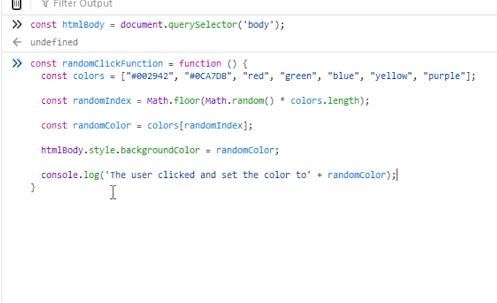 Filter Output
» const htmlBody = document.querySelector('body');
← undefined
» const randomClickFunction = function () {
const colors = ["#002942", "#0CA7DB", "red", "green", "blue", "yellow", "purple"];
const randomIndex = Math.floor(Math.random() * colors.length);
const randomColor = colors[randomIndex];
htmlBody.style.backgroundColor = randomColor;
console.log('The user clicked and set the color to' + randomColor);
}